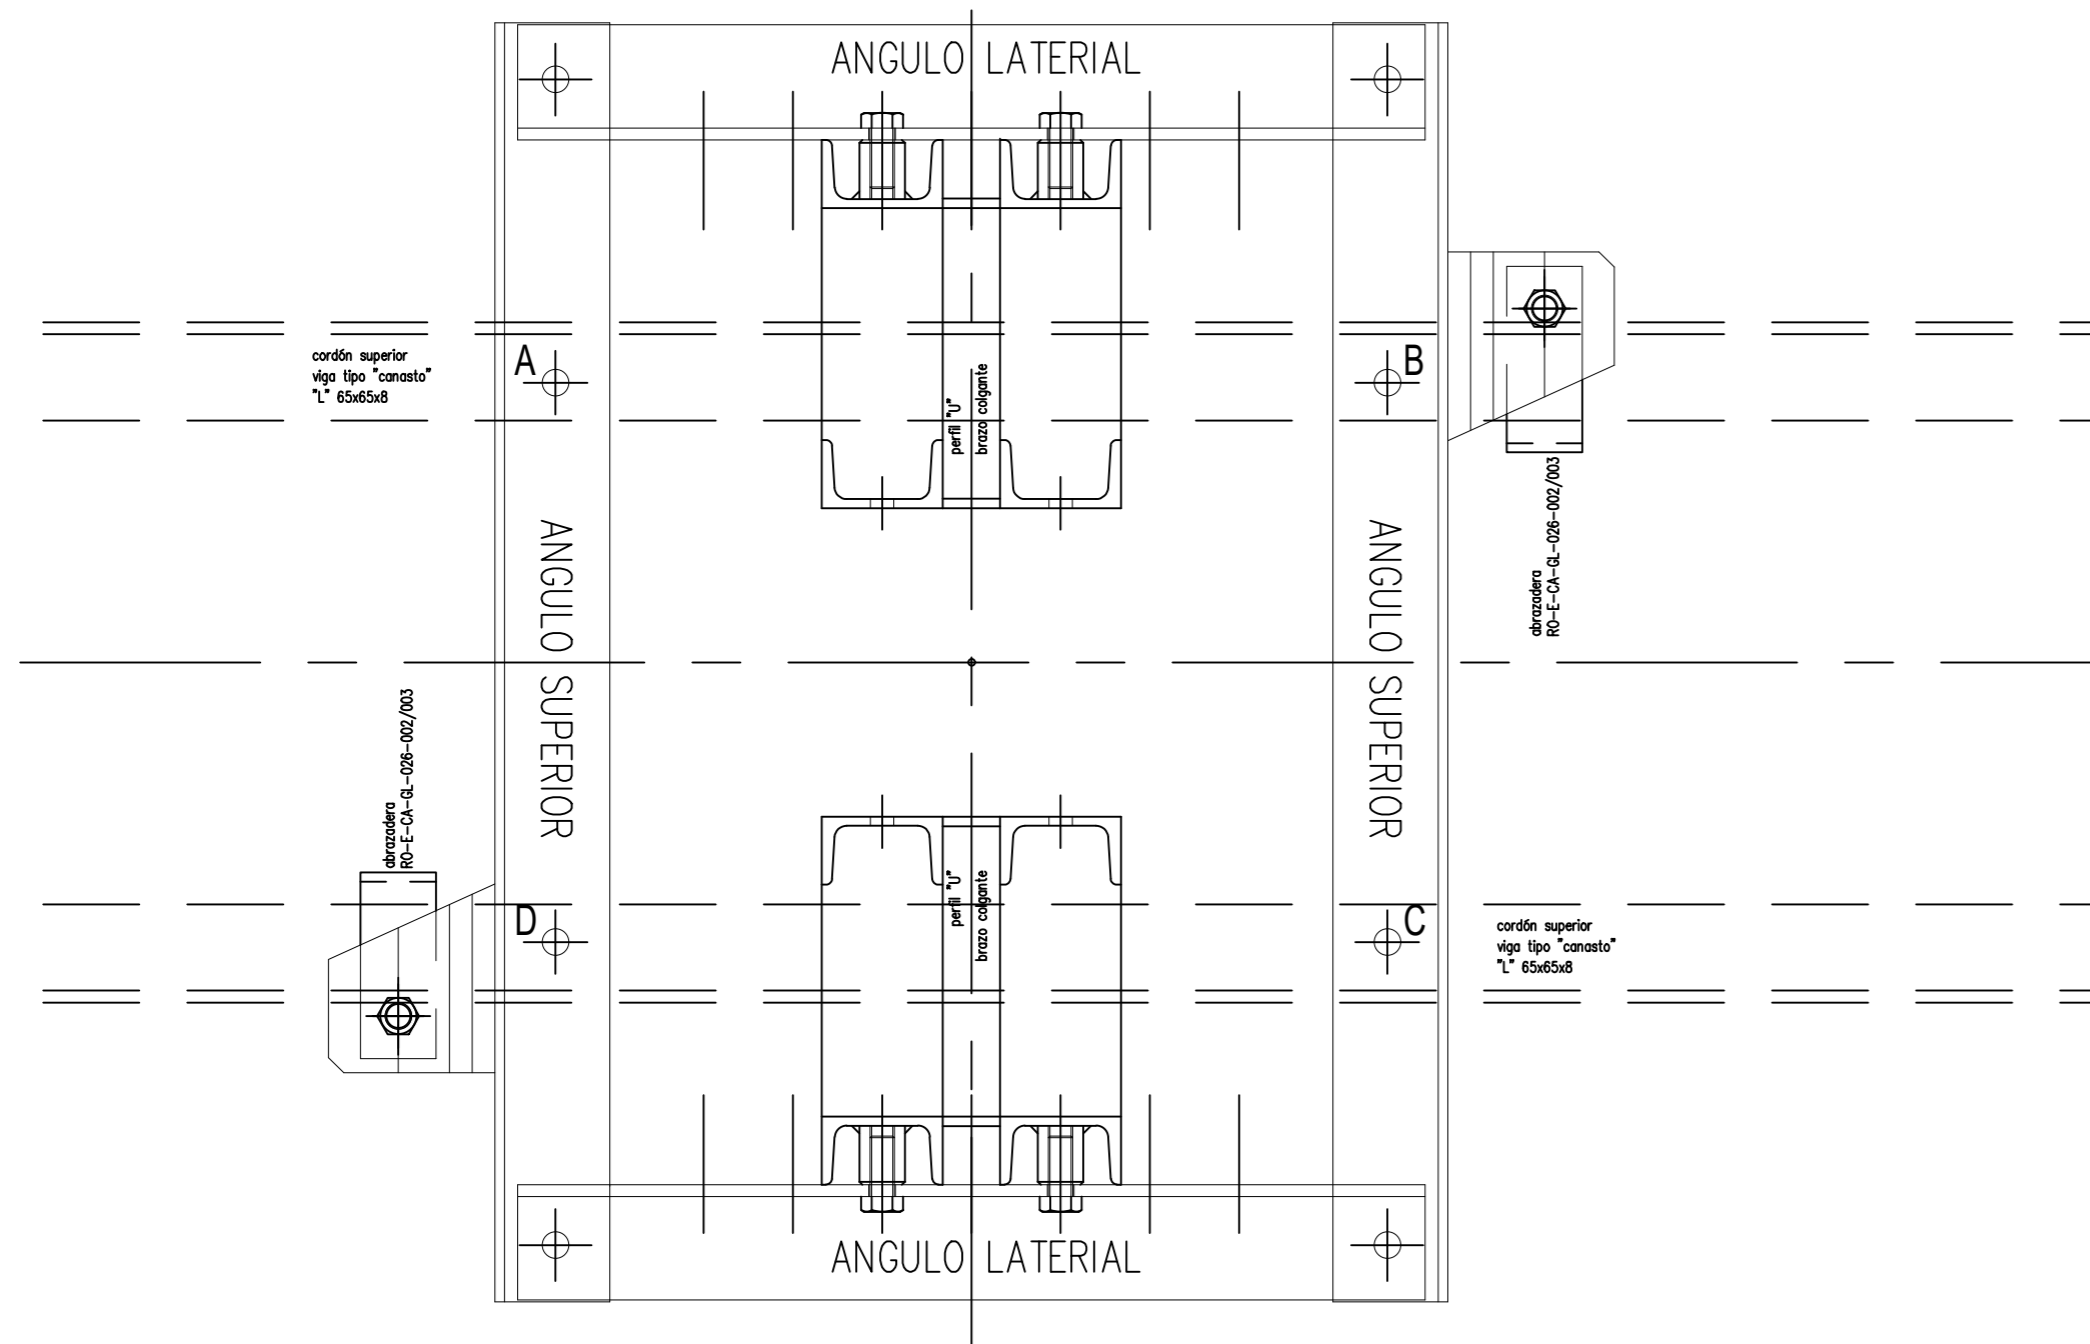 ANGULO LATERIAL
cordón superior
viga tipo "canasto"
"L" 65x65x8
A
B
perfil "U"
brazo colgante
abrazadera
RO-E-CA-GL-026-002/003
ANGULO SUPERIOR
ANGULO SUPERIOR
abrazadera
RO-E-CA-GL-026-002/003
perfil "U"
brazo colgante
D
C
cordón superior
viga tipo "canasto"
"L" 65x65x8
ANGULO LATERIAL